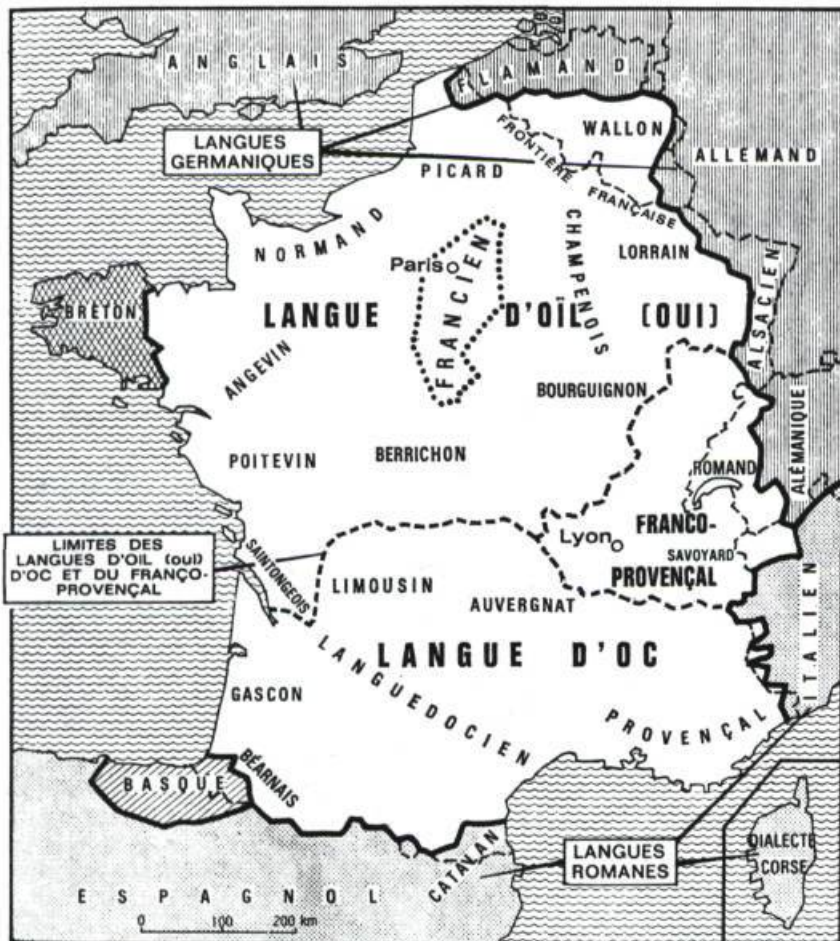 ANGLAIS
FLAMAND
LANGUES
GERMANIQUES
WALLON
FRONTIÈRE FRANÇAISE
ALLEMAND
PICARD
NORMAND
CHAMPENOIS
LORRAIN
Paris
FRANCIEN
BRETON
LANGUE D'OÏL (OUI)
ALSACIEN
ANGEVIN
BOURGUIGNON
ALÉMANIQUE
POITEVIN
BERRICHON
ROMAND
LIMITES DES
LANGUES D'OIL (oui)
D'OC ET DU FRANÇO-
PROVENÇAL
Lyon
FRANCO-
SAVOYARD
PROVENÇAL
SAINTONGEOIS
LIMOUSIN
AUVERGNAT
ITALIEN
LANGUE D'OC
LANGUEDOCIEN
GASCON
PROVENÇAL
BÉARNAIS
BASQUE
CATALAN
LANGUES
ROMANES
DIALECTE
CORSE
ESPAGNOL
0 100 200 km